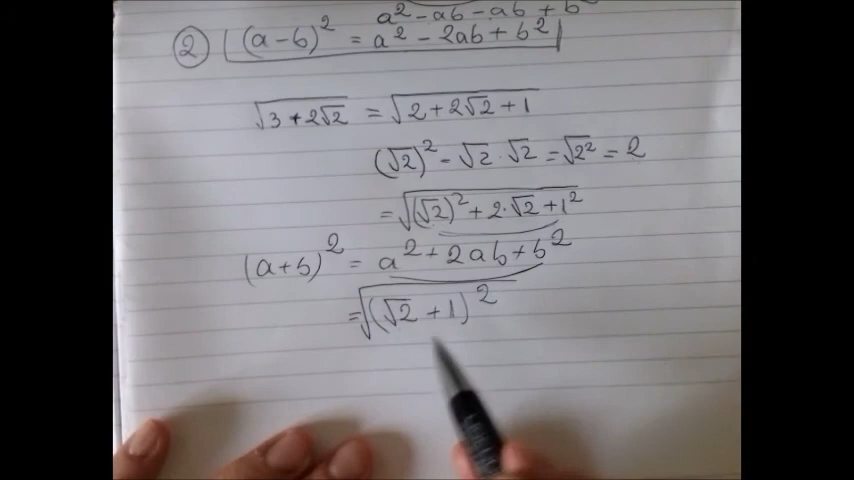 a² - ab - ab + b²
② (a-b)² = a² - 2ab + b²
√(3+2√2) = √(2+2√2+1)
(√2)² = √2 · √2 = √2² = 2
= √((√2)² + 2·√2 + 1²)
(a+b)² = a² + 2ab + b²
= √((√2+1)²)